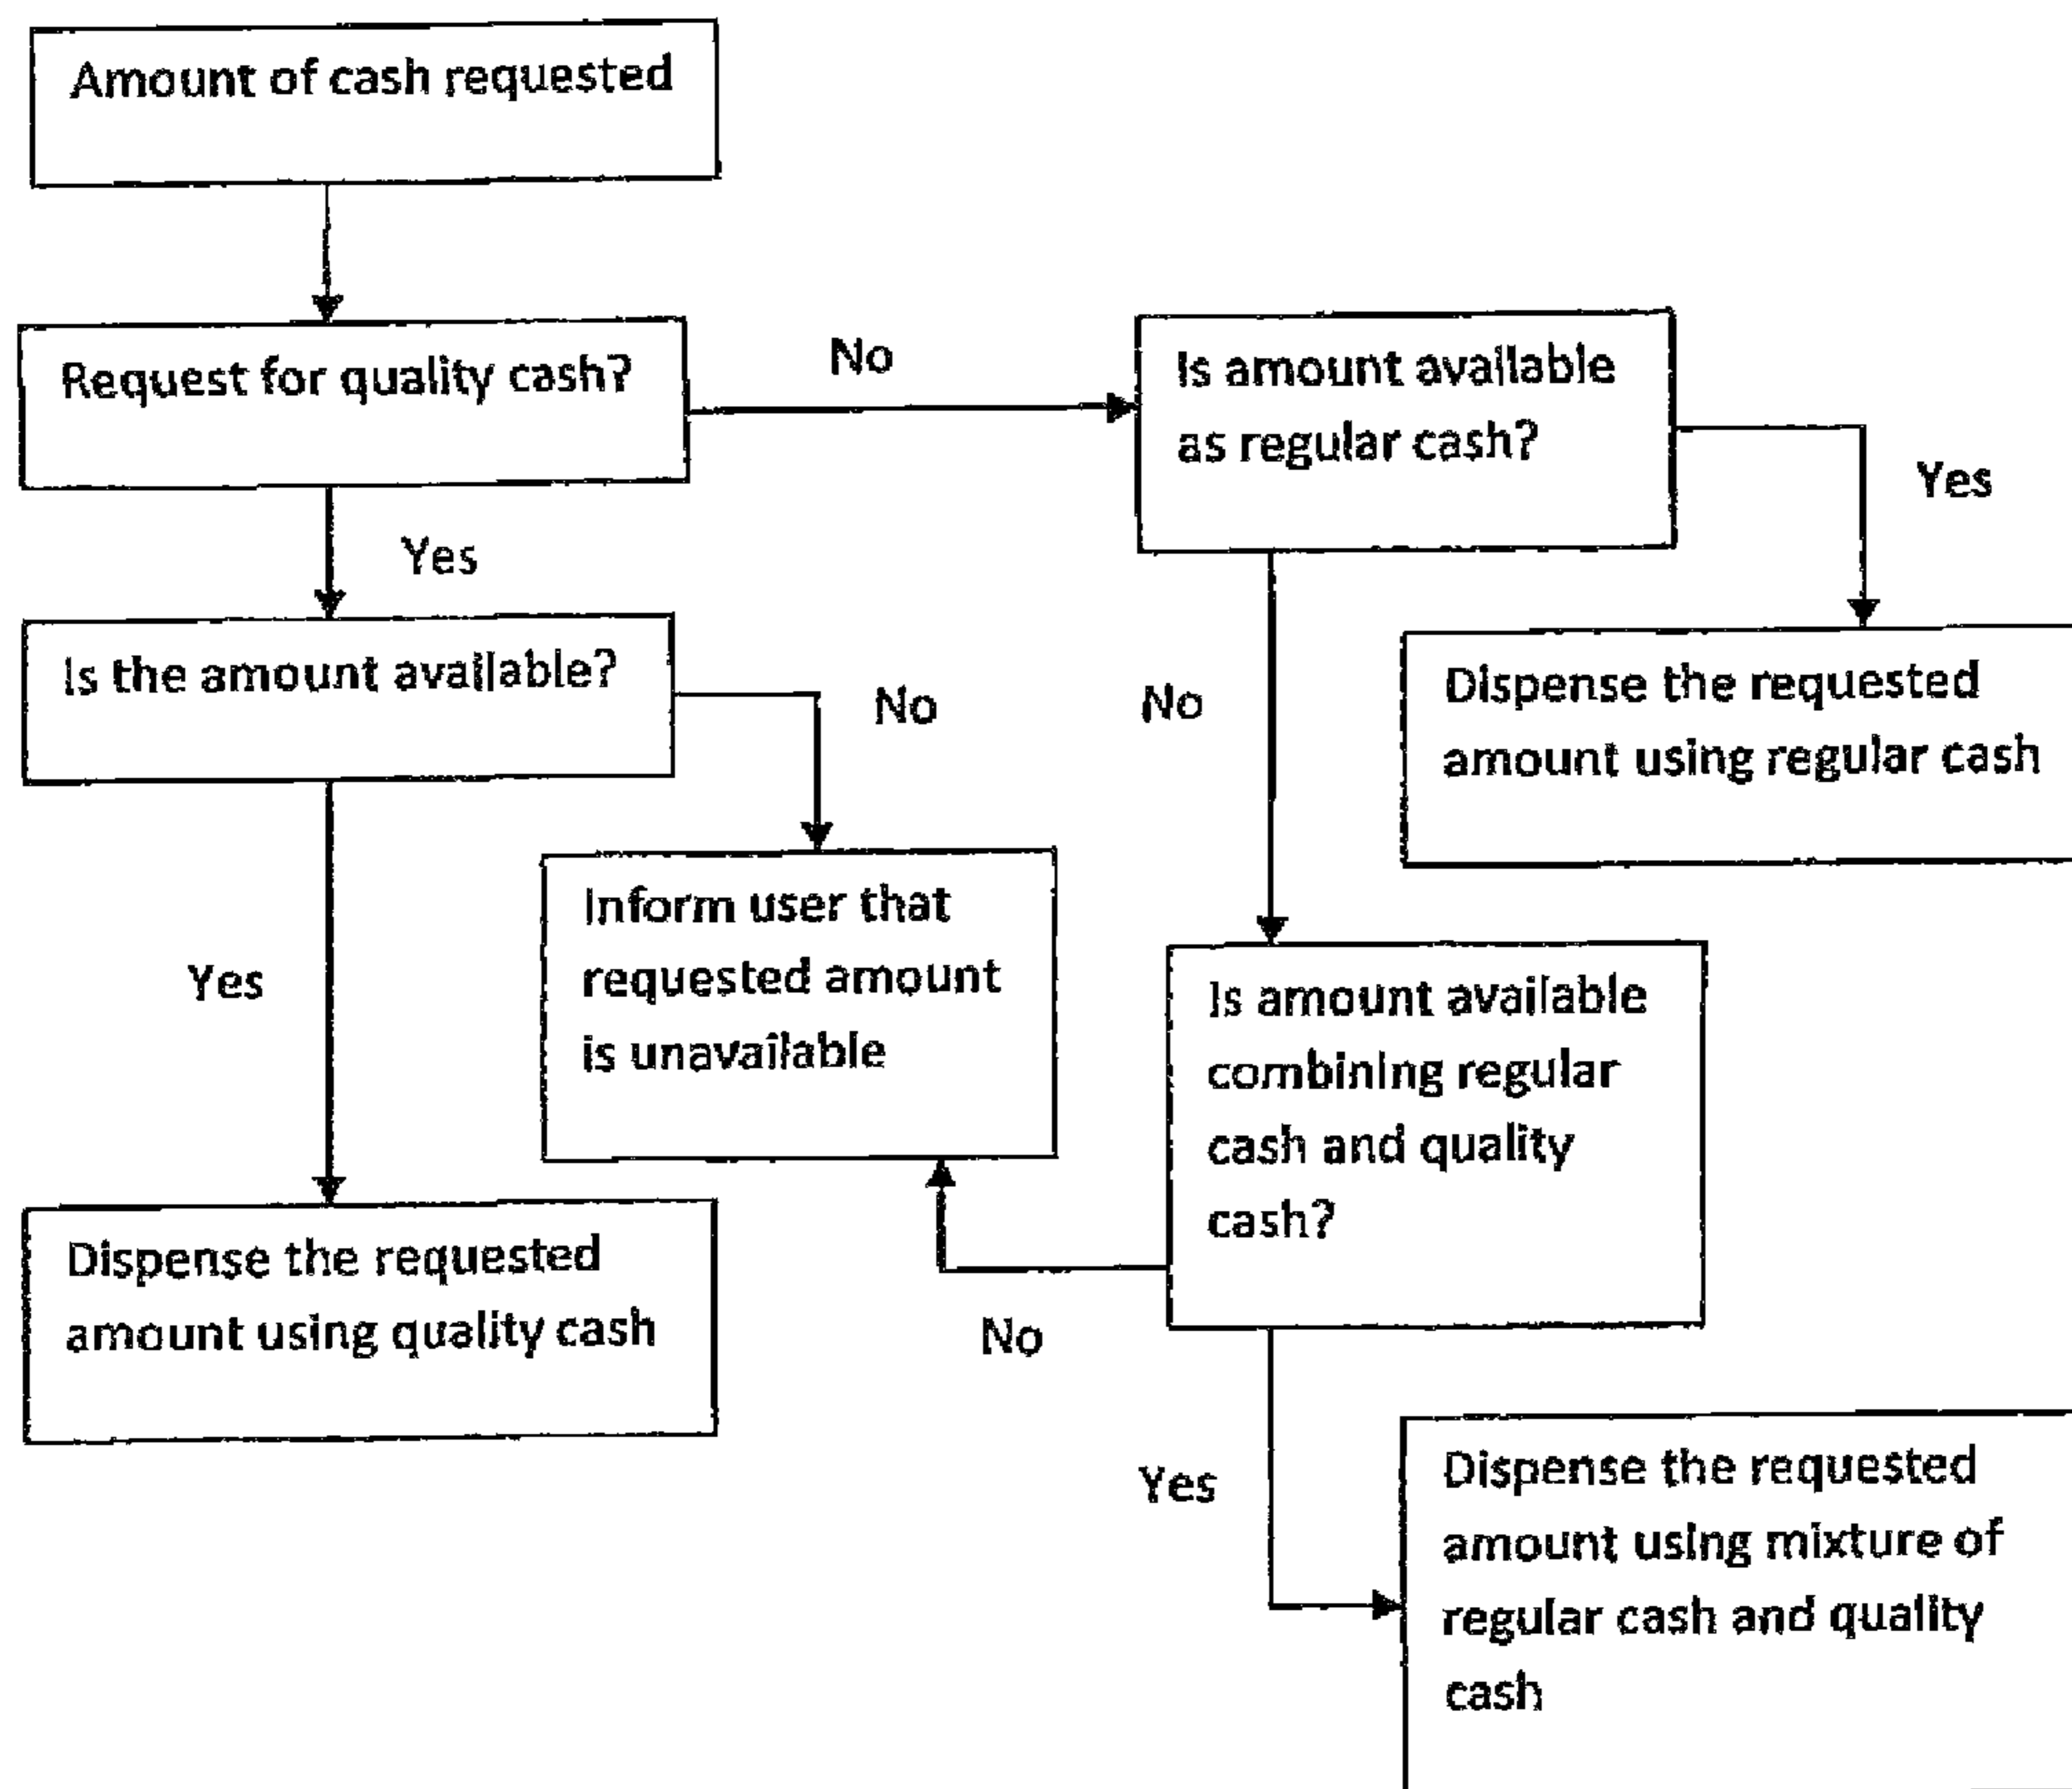 Amount of cash requested
Request for quality cash?
No
Is amount available
as regular cash?
Yes
Yes
Is the amount available?
No
No
Dispense the requested
amount using regular cash
Inform user that
requested amount
is unavailable
Yes
Is amount available
combining regular
cash and quality
cash?
Dispense the requested
amount using quality cash
No
Yes
Dispense the requested
amount using mixture of
regular cash and quality
cash